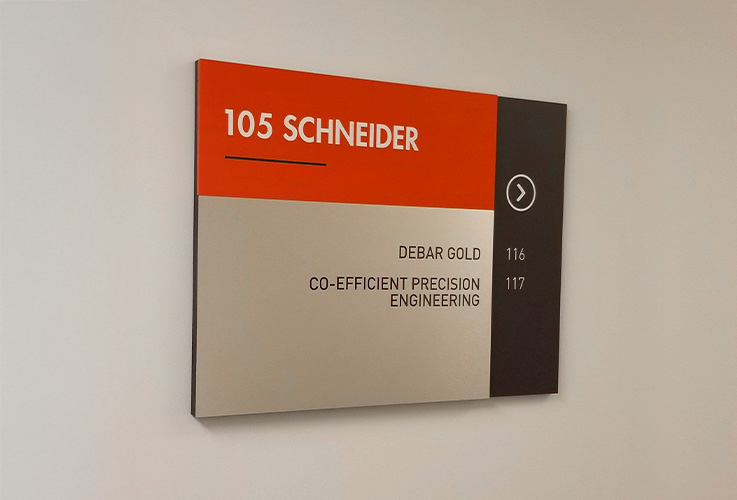 105 SCHNEIDER
DEBAR GOLD 116
CO-EFFICIENT PRECISION 117
ENGINEERING